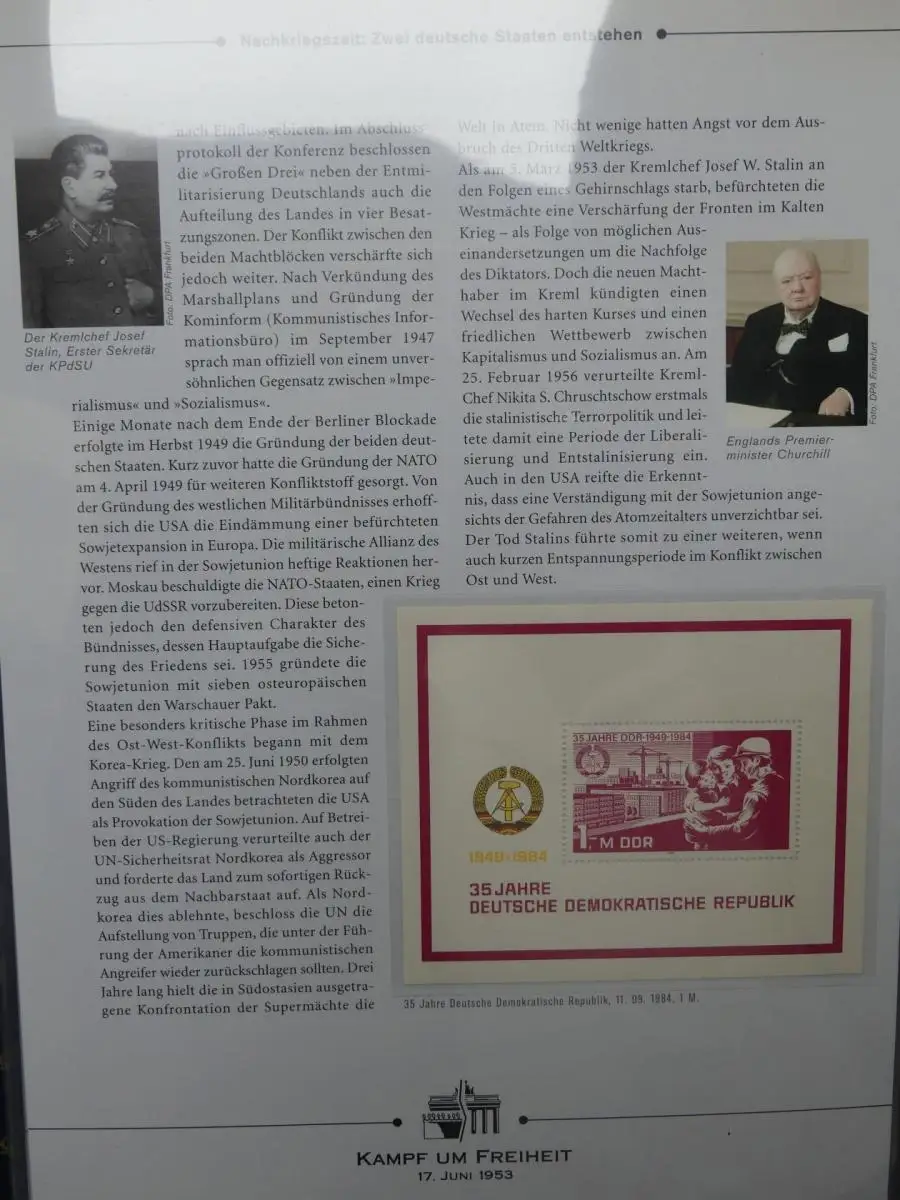 Nachkriegszeit: Zwei deutsche Staaten entstehen
nach Einflussgebieten. Im Abschluss-
protokoll der Konferenz beschlossen
die »Großen Drei« neben der Entmi-
litarisierung Deutschlands auch die
Aufteilung des Landes in vier Besat-
zungszonen. Der Konflikt zwischen den
beiden Machtblöcken verschärfte sich
jedoch weiter. Nach Verkündung des
Marshallplans und Gründung der
Kominform (Kommunistisches Infor-
mationsbüro) im September 1947
sprach man offiziell von einem unver-
söhnlichen Gegensatz zwischen »Impe-
rialismus« und »Sozialismus«.
Foto: DPA Frankfurt
Der Kremlchef Josef
Stalin, Erster Sekretär
der KPdSU
Einige Monate nach dem Ende der Berliner Blockade
erfolgte im Herbst 1949 die Gründung der beiden deut-
schen Staaten. Kurz zuvor hatte die Gründung der NATO
am 4. April 1949 für weiteren Konfliktstoff gesorgt. Von
der Gründung des westlichen Militärbündnisses erhoff-
ten sich die USA die Eindämmung einer befürchteten
Sowjetexpansion in Europa. Die militärische Allianz des
Westens rief in der Sowjetunion heftige Reaktionen her-
vor. Moskau beschuldigte die NATO-Staaten, einen Krieg
gegen die UdSSR vorzubereiten. Diese beton-
ten jedoch den defensiven Charakter des
Bündnisses, dessen Hauptaufgabe die Siche-
rung des Friedens sei. 1955 gründete die
Sowjetunion mit sieben osteuropäischen
Staaten den Warschauer Pakt.
Eine besonders kritische Phase im Rahmen
des Ost-West-Konflikts begann mit dem
Korea-Krieg. Den am 25. Juni 1950 erfolgten
Angriff des kommunistischen Nordkorea auf
den Süden des Landes betrachteten die USA
als Provokation der Sowjetunion. Auf Betrei-
ben der US-Regierung verurteilte auch der
UN-Sicherheitsrat Nordkorea als Aggressor
und forderte das Land zum sofortigen Rück-
zug aus dem Nachbarstaat auf. Als Nord-
korea dies ablehnte, beschloss die UN die
Aufstellung von Truppen, die unter der Füh-
rung der Amerikaner die kommunistischen
Angreifer wieder zurückschlagen sollten. Drei
Jahre lang hielt die in Südostasien ausgetra-
gene Konfrontation der Supermächte die
Welt in Atem. Nicht wenige hatten Angst vor dem Aus-
bruch des Dritten Weltkriegs.
Als am 5. März 1953 der Kremlchef Josef W. Stalin an
den Folgen eines Gehirnschlags starb, befürchteten die
Westmächte eine Verschärfung der Fronten im Kalten
Krieg – als Folge von möglichen Aus-
einandersetzungen um die Nachfolge
des Diktators. Doch die neuen Macht-
haber im Kreml kündigten einen
Wechsel des harten Kurses und einen
friedlichen Wettbewerb zwischen
Kapitalismus und Sozialismus an. Am
25. Februar 1956 verurteilte Kreml-
Chef Nikita S. Chruschtschow erstmals
die stalinistische Terrorpolitik und lei-
tete damit eine Periode der Liberali-
sierung und Entstalinisierung ein.
Auch in den USA reifte die Erkennt-
nis, dass eine Verständigung mit der Sowjetunion ange-
sichts der Gefahren des Atomzeitalters unverzichtbar sei.
Der Tod Stalins führte somit zu einer weiteren, wenn
auch kurzen Entspannungsperiode im Konflikt zwischen
Ost und West.
Foto: DPA Frankfurt
Englands Premier-
minister Churchill
35 JAHRE DDR·1949-1984
1,- M DDR
1949-1984
35 JAHRE
DEUTSCHE DEMOKRATISCHE REPUBLIK
35 Jahre Deutsche Demokratische Republik, 11. 09. 1984, 1 M.
KAMPF UM FREIHEIT
17. JUNI 1953